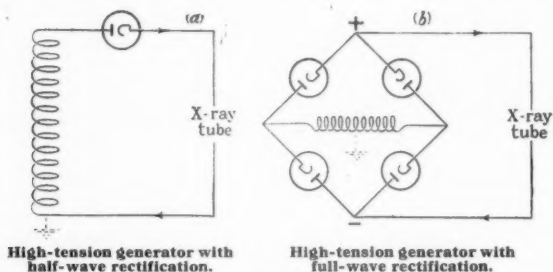 (a)
X-ray
tube
High-tension generator with
half-wave rectification.
+
(b)
X-ray
tube
−
High-tension generator with
full-wave rectification.